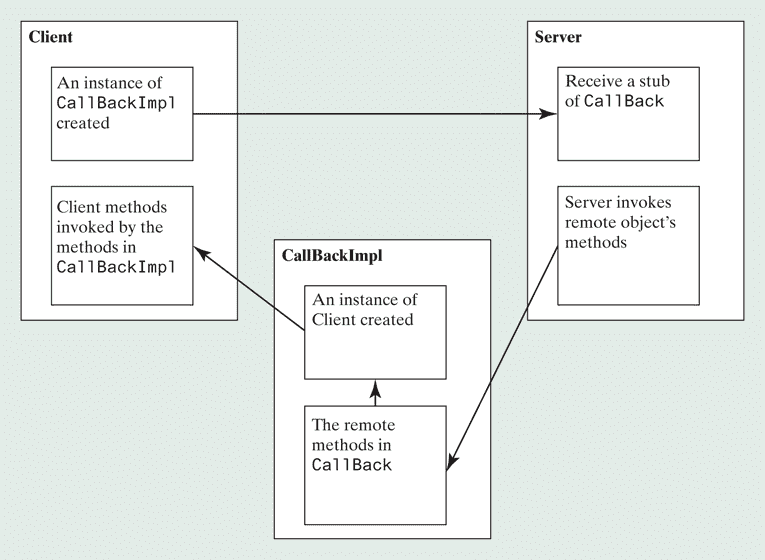 Client
An instance of
CallBackImpl
created
Client methods
invoked by the
methods in
CallBackImpl
Server
Receive a stub
of CallBack
Server invokes
remote object's
methods
CallBackImpl
An instance of
Client created
The remote
methods in
CallBack